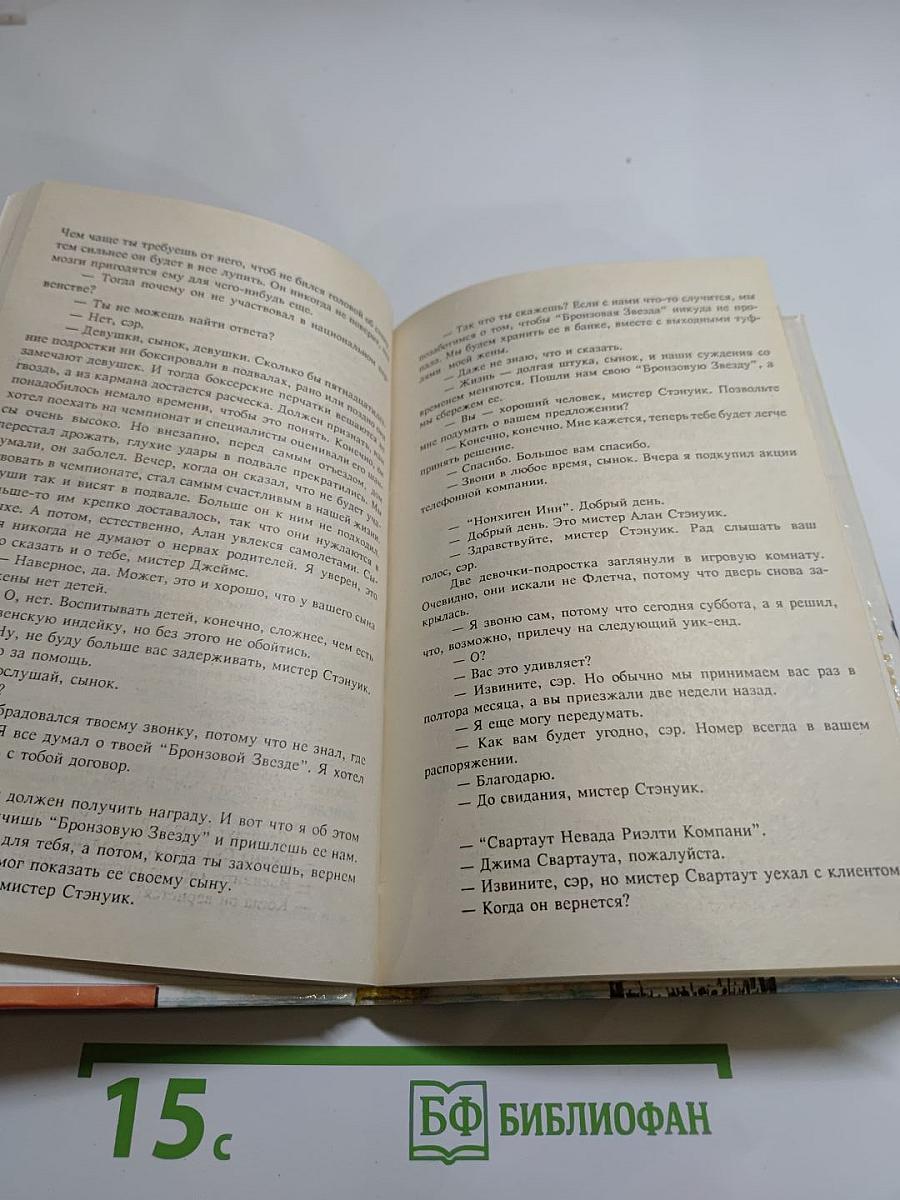 Чем чаще ты требуешь от него, чтоб не бился головой об
тем сильнее он будет в нее лупить. Он никогда не поверит, что
мозги пригодятся ему для чего-нибудь еще.
— Тогда почему он не участвовал в национальном
венстве?
— Ты не можешь найти ответа?
— Нет, сэр.
— Девушки, сынок, девушки. Сколько бы пятнадцатилет
ние подростки ни боксировали в подвалах, рано или поздно они
замечают девушек. И тогда боксерские перчатки вешаются на
гвоздь, а из кармана достается расческа. Должен признать,
понадобилось немало времени, чтобы это понять. Конечно,
хотел поехать на чемпионат и специалисты оценивали его шан
сы очень высоко. Но внезапно, перед самым отъездом, дом
перестал дрожать, глухие удары в подвале прекратились. Мы
умали, он заболел. Вечер, когда он сказал, что не будет уча
вовать в чемпионате, стал самым счастливым в нашей жизни.
уши так и висят в подвале. Больше он к ним не подходил.
льше-то им крепко доставалось, так что они нуждаются в
ыхе. А потом, естественно, Алан увлекся самолетами. Сы-
я никогда не думают о нервах родителей. Я уверен, это
о сказать и о тебе, мистер Джеймс.
— Наверное, да. Может, это и хорошо, что у вашего сына
жены нет детей.
О, нет. Воспитывать детей, конечно, сложнее, чем есть
венскую индейку, но без этого не обойтись.
Ну, не буду больше вас задерживать, мистер Стэнуик.
о за помощь.
ослушай, сынок.
?
брадовался твоему звонку, потому что не знал, где
Я все думал о твоей “Бронзовой Звезде”. Я хотел
с тобой договор.
должен получить награду. И вот что я об этом
учишь “Бронзовую Звезду” и пришлешь ее нам.
для тебя, а потом, когда ты захочешь, вернем
мог показать ее своему сыну.
мистер Стэнуик.
— Так что ты скажешь? Если с нами что-то случится, мы
позаботимся о том, чтобы “Бронзовая Звезда” никуда не про-
пала. Мы будем хранить ее в банке, вместе с выходными туф-
лями моей жены.
— Даже не знаю, что и сказать.
— Жизнь — долгая штука, сынок, и наши суждения со
временем меняются. Пошли нам свою “Бронзовую Звезду”, а
мы сбережем ее.
— Вы — хороший человек, мистер Стэнуик. Позвольте
мне подумать о вашем предложении?
— Конечно, конечно. Мне кажется, теперь тебе будет легче
принять решение.
— Спасибо. Большое вам спасибо.
— Звони в любое время, сынок. Вчера я подкупил акции
телефонной компании.
— “Нонхиген Инн”. Добрый день.
— Добрый день. Это мистер Алан Стэнуик.
— Здравствуйте, мистер Стэнуик. Рад слышать ваш
голос, сэр.
Две девочки-подростка заглянули в игровую комнату.
Очевидно, они искали не Флетча, потому что дверь снова за-
крылась.
— Я звоню сам, потому что сегодня суббота, а я решил,
что, возможно, прилечу на следующий уик-енд.
— О?
— Вас это удивляет?
— Извините, сэр. Но обычно мы принимаем вас раз в
полтора месяца, а вы приезжали две недели назад.
— Я еще могу передумать.
— Как вам будет угодно, сэр. Номер всегда в вашем
распоряжении.
— Благодарю.
— До свидания, мистер Стэнуик.
— “Свартаут Невада Риэлти Компани”.
— Джима Свартаута, пожалуйста.
— Извините, сэр, но мистер Свартаут уехал с клиентом
— Когда он вернется?
15 с
БФ БИБЛИОФАН